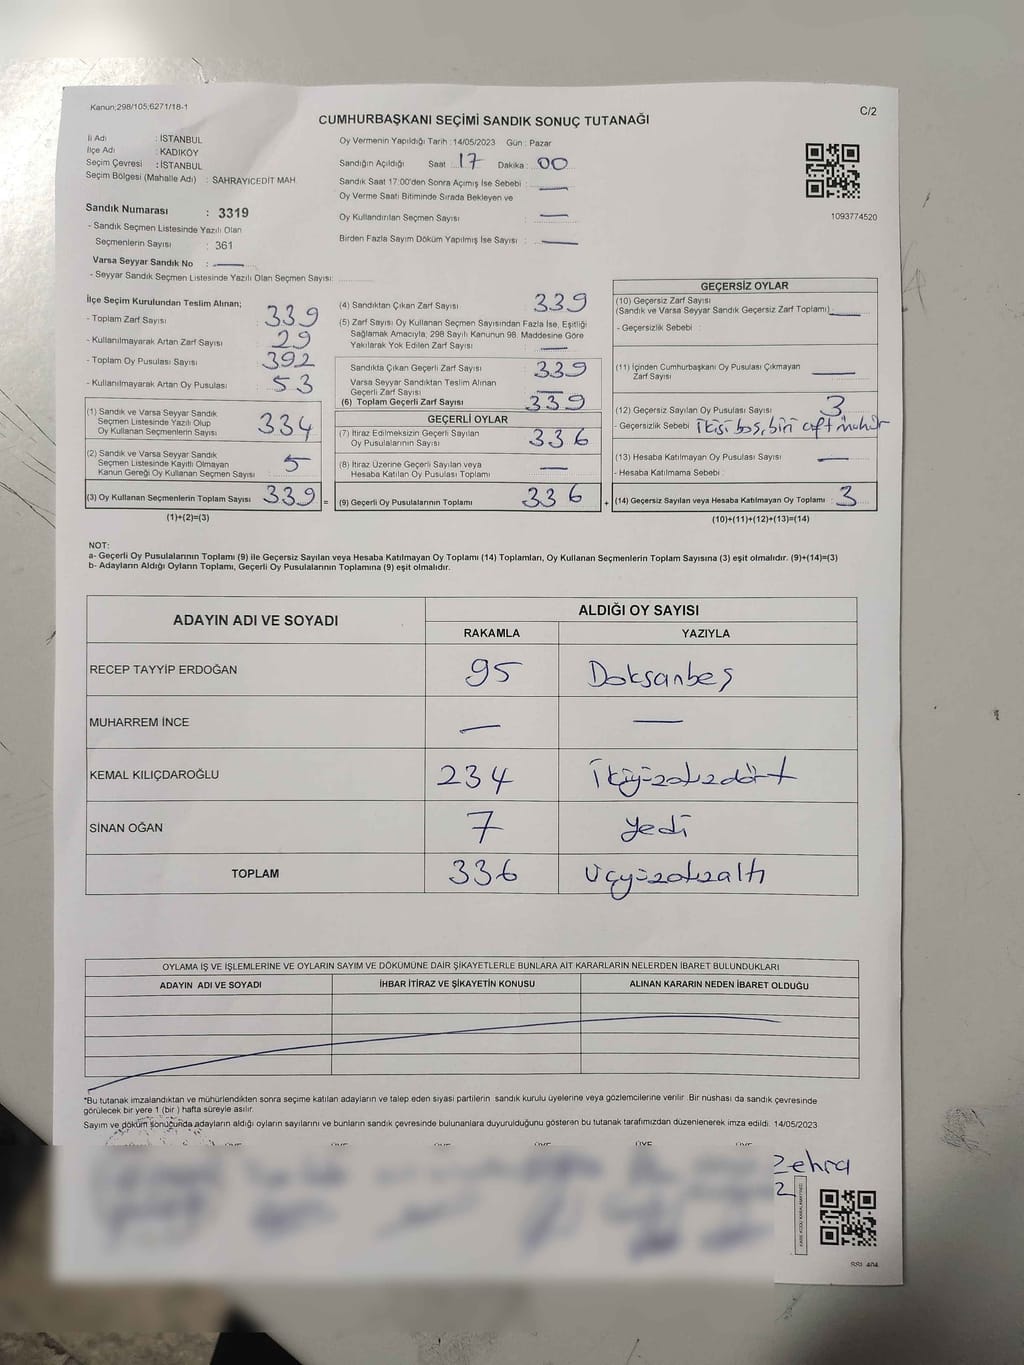 Kanun;298/105;6271/18-1
C/2
CUMHURBAŞKANI SEÇİMİ SANDIK SONUÇ TUTANAĞI
İli Adı : İSTANBUL
İlçe Adı : KADIKÖY
Seçim Çevresi : İSTANBUL
Seçim Bölgesi (Mahalle Adı) : SAHRAYICEDİT MAH.
Sandık Numarası : 3319
- Sandık Seçmen Listesinde Yazılı Olan
Seçmenlerin Sayısı : 361
Varsa Seyyar Sandık No :
- Seyyar Sandık Seçmen Listesinde Yazılı Olan Seçmen Sayısı:
Oy Vermenin Yapıldığı Tarih :14/05/2023 Gün : Pazar
Sandığın Açıldığı Saat : 17 Dakika : 00
Sandık Saat 17:00'den Sonra Açımış İse Sebebi :
Oy Verme Saati Bitiminde Sırada Bekleyen ve
Oy Kullandırılan Seçmen Sayısı :
Birden Fazla Sayım Döküm Yapılmış İse Sayısı :
1093774520
İlçe Seçim Kurulundan Teslim Alınan;
- Toplam Zarf Sayısı : 339
- Kullanılmayarak Artan Zarf Sayısı : 29
- Toplam Oy Pusulası Sayısı : 392
- Kullanılmayarak Artan Oy Pusulası : 53
(1) Sandık ve Varsa Seyyar Sandık
Seçmen Listesinde Yazılı Olup
Oy Kullanan Seçmenlerin Sayısı : 334
(2) Sandık ve Varsa Seyyar Sandık
Seçmen Listesinde Kayıtlı Olmayan
Kanun Gereği Oy Kullanan Seçmen Sayısı : 5
(3) Oy Kullanan Seçmenlerin Toplam Sayısı : 339 =
(1)+(2)=(3)
(4) Sandıktan Çıkan Zarf Sayısı : 339
(5) Zarf Sayısı Oy Kullanan Seçmen Sayısından Fazla İse, Eşitliği
Sağlamak Amacıyla, 298 Sayılı Kanunun 98. Maddesine Göre
Yakılarak Yok Edilen Zarf Sayısı :
Sandıkta Çıkan Geçerli Zarf Sayısı : 339
Varsa Seyyar Sandıktan Teslim Alınan
Geçerli Zarf Sayısı :
(6) Toplam Geçerli Zarf Sayısı : 339
GEÇERLİ OYLAR
(7) İtiraz Edilmeksizin Geçerli Sayılan
Oy Pusulalarının Sayısı : 336
(8) İtiraz Üzerine Geçerli Sayılan veya
Hesaba Katılan Oy Pusulası Sayısı :
(9) Geçerli Oy Pusulalarının Toplamı : 336 +
GEÇERSİZ OYLAR
(10) Geçersiz Zarf Sayısı
(Sandık ve Varsa Seyyar Sandık Geçersiz Zarf Toplamı)
- Geçersizlik Sebebi :
(11) İçinden Cumhurbaşkanı Oy Pusulası Çıkmayan
Zarf Sayısı :
(12) Geçersiz Sayılan Oy Pusulası Sayısı : 3
- Geçersizlik Sebebi : ikisi boş, biri çift mühür
(13) Hesaba Katılmayan Oy Pusulası Sayısı :
- Hesaba Katılmama Sebebi :
(14) Geçersiz Sayılan veya Hesaba Katılmayan Oy Toplamı : 3
(10)+(11)+(12)+(13)=(14)
NOT:
a- Geçerli Oy Pusulalarının Toplamı (9) ile Geçersiz Sayılan veya Hesaba Katılmayan Oy Toplamı (14) Toplamları, Oy Kullanan Seçmenlerin Toplam Sayısına (3) eşit olmalıdır. (9)+(14)=(3)
b- Adayların Aldığı Oyların Toplamı, Geçerli Oy Pusulalarının Toplamına (9) eşit olmalıdır.
ADAYIN ADI VE SOYADI
ALDIĞI OY SAYISI
RAKAMLA YAZIYLA
RECEP TAYYİP ERDOĞAN 95 Doksanbeş
MUHARREM İNCE
KEMAL KILIÇDAROĞLU 234 İkiyüzotuzdört
SİNAN OĞAN 7 yedi
TOPLAM 336 üçyüzotuzaltı
OYLAMA İŞ VE İŞLEMLERİNE VE OYLARIN SAYIM VE DÖKÜMÜNE DAİR ŞİKAYETLERLE BUNLARA AİT KARARLARIN NELERDEN İBARET BULUNDUKLARI
ADAYIN ADI VE SOYADI İHBAR İTİRAZ VE ŞİKAYETİN KONUSU ALINAN KARARIN NEDEN İBARET OLDUĞU
*Bu tutanak imzalandıktan ve mühürlendikten sonra seçime katılan adayların ve talep eden siyasi partilerin sandık kurulu üyelerine veya gözlemcilerine verilir. Bir nüshası da sandık çevresinde
görülecek bir yere 1 (bir ) hafta süreyle asılır.
Sayım ve döküm sonuçunda adayların aldığı oyların sayılarını ve bunların sandık çevresinde bulunanlara duyurulduğunu gösteren bu tutanak tarafımızdan düzenlenerek imza edildi. 14/05/2023
ÜYE ÜYE ÜYE ÜYE ÜYE
Zehra
2